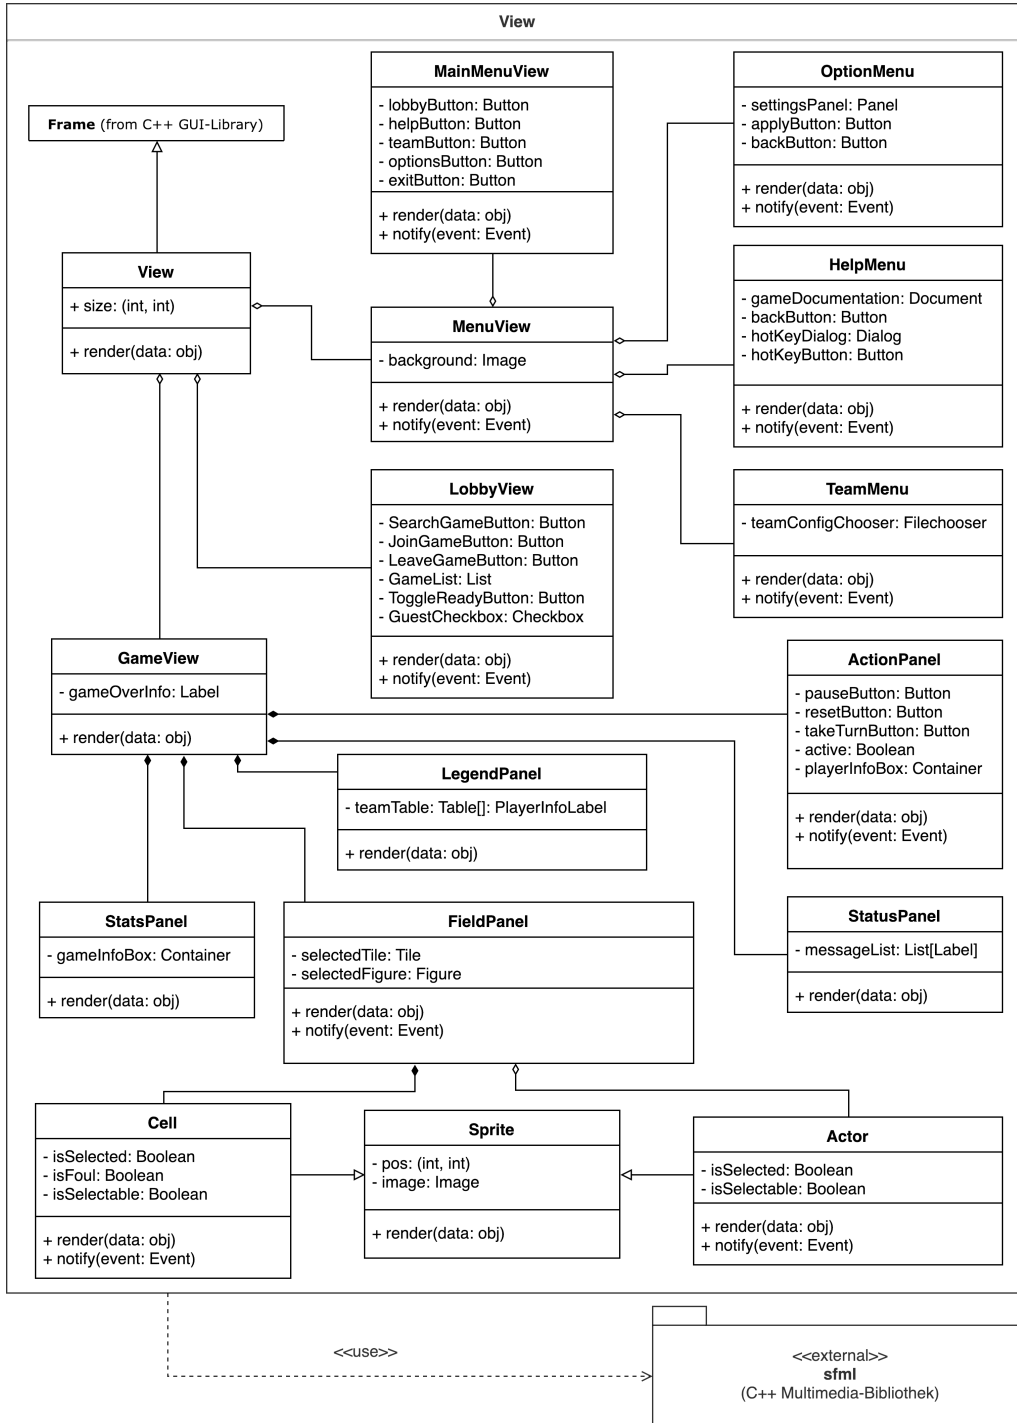 View
MainMenuView
- lobbyButton: Button
- helpButton: Button
- teamButton: Button
- optionsButton: Button
- exitButton: Button
+ render(data: obj)
+ notify(event: Event)
OptionMenu
- settingsPanel: Panel
- applyButton: Button
- backButton: Button
+ render(data: obj)
+ notify(event: Event)
Frame (from C++ GUI-Library)
View
+ size: (int, int)
+ render(data: obj)
MenuView
- background: Image
+ render(data: obj)
+ notify(event: Event)
HelpMenu
- gameDocumentation: Document
- backButton: Button
- hotKeyDialog: Dialog
- hotKeyButton: Button
+ render(data: obj)
+ notify(event: Event)
LobbyView
- SearchGameButton: Button
- JoinGameButton: Button
- LeaveGameButton: Button
- GameList: List
- ToggleReadyButton: Button
- GuestCheckbox: Checkbox
+ render(data: obj)
+ notify(event: Event)
TeamMenu
- teamConfigChooser: Filechooser
+ render(data: obj)
+ notify(event: Event)
GameView
- gameOverInfo: Label
+ render(data: obj)
ActionPanel
- pauseButton: Button
- resetButton: Button
- takeTurnButton: Button
- active: Boolean
- playerInfoBox: Container
+ render(data: obj)
+ notify(event: Event)
LegendPanel
- teamTable: Table[]: PlayerInfoLabel
+ render(data: obj)
StatsPanel
- gameInfoBox: Container
+ render(data: obj)
FieldPanel
- selectedTile: Tile
- selectedFigure: Figure
+ render(data: obj)
+ notify(event: Event)
StatusPanel
- messageList: List[Label]
+ render(data: obj)
Cell
- isSelected: Boolean
- isFoul: Boolean
- isSelectable: Boolean
+ render(data: obj)
+ notify(event: Event)
Sprite
- pos: (int, int)
- image: Image
+ render(data: obj)
Actor
- isSelected: Boolean
- isSelectable: Boolean
+ render(data: obj)
+ notify(event: Event)
<<use>>
<<external>>
sfml
(C++ Multimedia-Bibliothek)